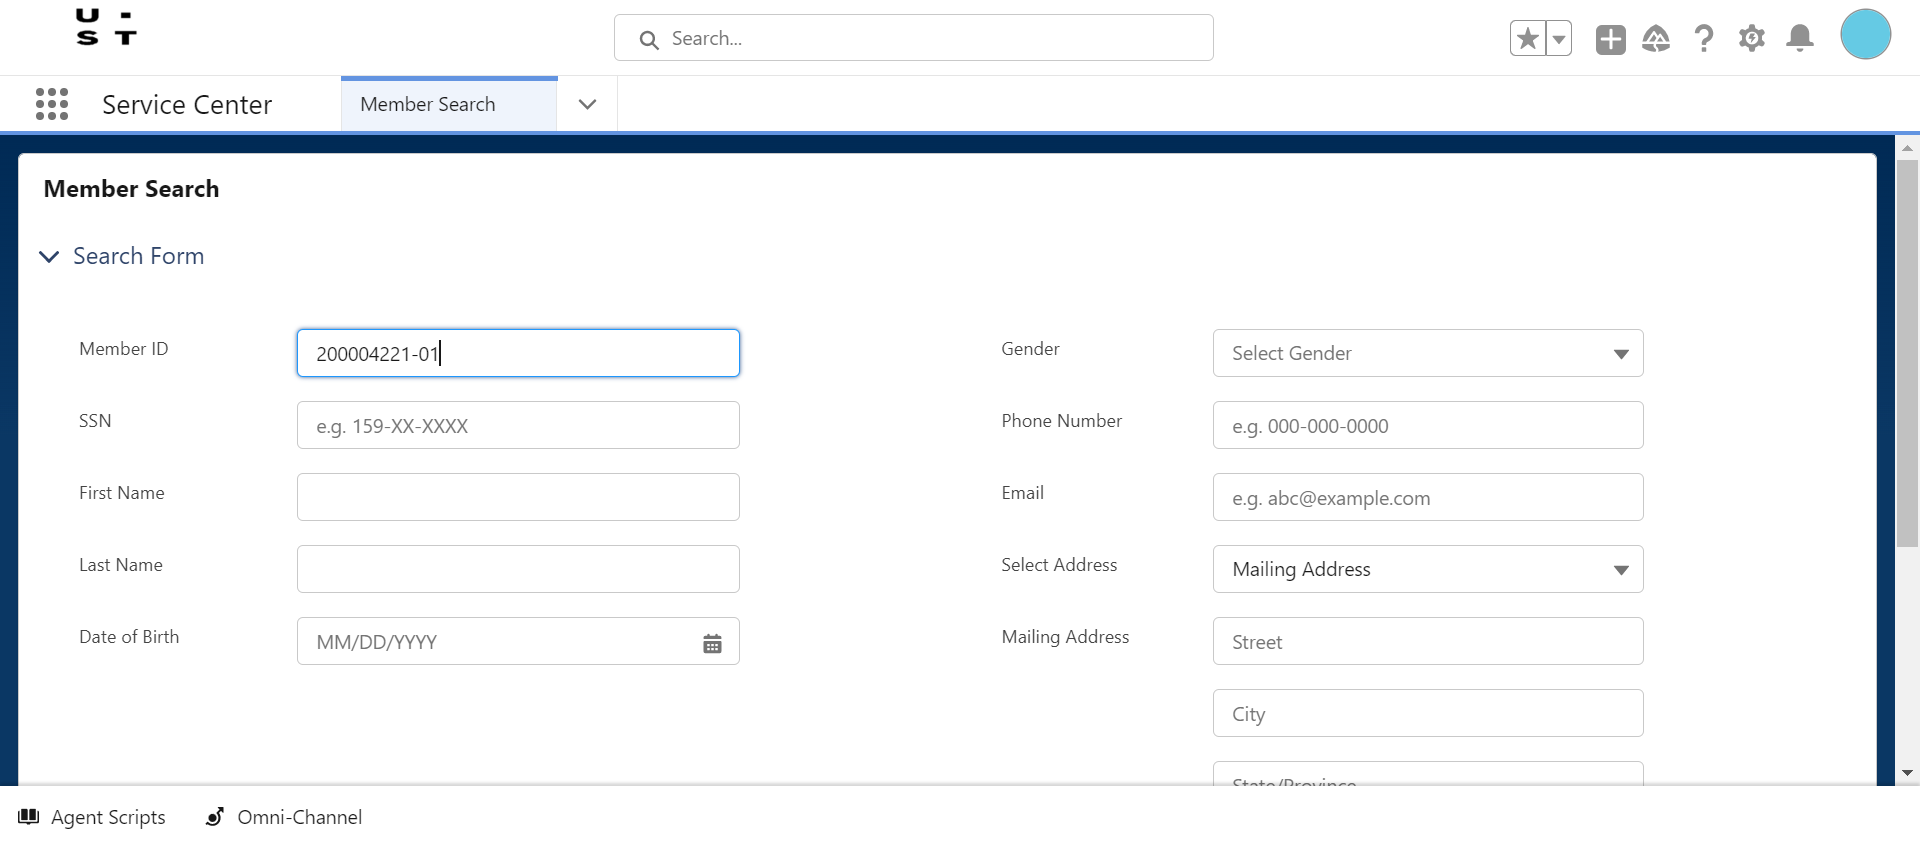 U -
S T
Search...
Service Center
Member Search
Member Search
Search Form
Member ID
200004221-01
Gender
Select Gender
SSN
e.g. 159-XX-XXXX
Phone Number
e.g. 000-000-0000
First Name
Email
e.g. abc@example.com
Last Name
Select Address
Mailing Address
Date of Birth
MM/DD/YYYY
Mailing Address
Street
City
State/Province
Agent Scripts
Omni-Channel